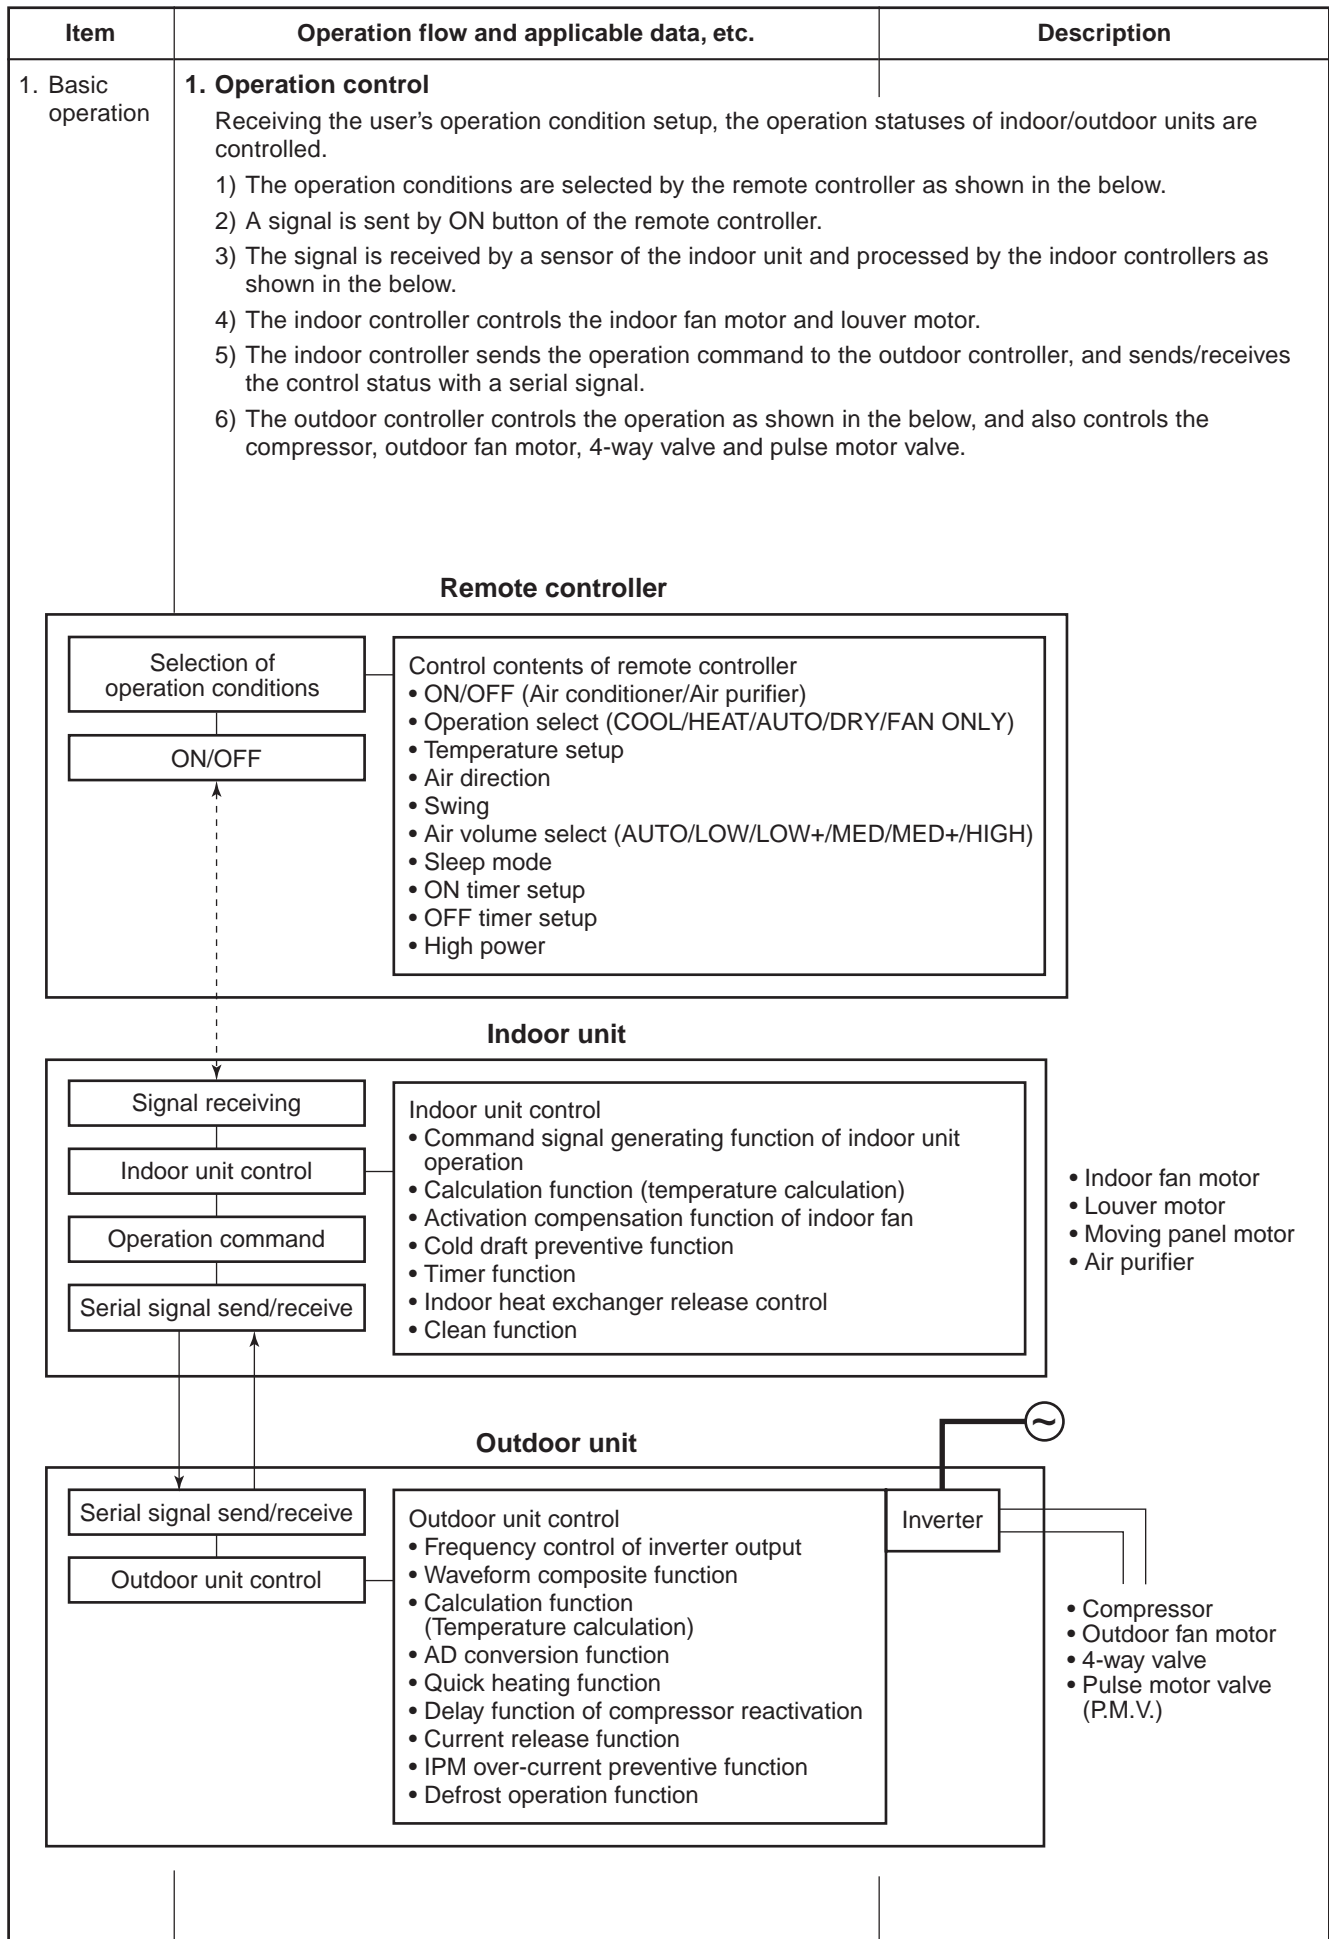 Item
Operation flow and applicable data, etc.
Description
1. Basic
operation
1. Operation control
Receiving the user's operation condition setup, the operation statuses of indoor/outdoor units are
controlled.
1) The operation conditions are selected by the remote controller as shown in the below.
2) A signal is sent by ON button of the remote controller.
3) The signal is received by a sensor of the indoor unit and processed by the indoor controllers as
shown in the below.
4) The indoor controller controls the indoor fan motor and louver motor.
5) The indoor controller sends the operation command to the outdoor controller, and sends/receives
the control status with a serial signal.
6) The outdoor controller controls the operation as shown in the below, and also controls the
compressor, outdoor fan motor, 4-way valve and pulse motor valve.
Remote controller
Selection of
operation conditions
ON/OFF
Control contents of remote controller
• ON/OFF (Air conditioner/Air purifier)
• Operation select (COOL/HEAT/AUTO/DRY/FAN ONLY)
• Temperature setup
• Air direction
• Swing
• Air volume select (AUTO/LOW/LOW+/MED/MED+/HIGH)
• Sleep mode
• ON timer setup
• OFF timer setup
• High power
Indoor unit
Signal receiving
Indoor unit control
Operation command
Serial signal send/receive
Indoor unit control
• Command signal generating function of indoor unit
operation
• Calculation function (temperature calculation)
• Activation compensation function of indoor fan
• Cold draft preventive function
• Timer function
• Indoor heat exchanger release control
• Clean function
• Indoor fan motor
• Louver motor
• Moving panel motor
• Air purifier
Outdoor unit
~
Serial signal send/receive
Outdoor unit control
Outdoor unit control
• Frequency control of inverter output
• Waveform composite function
• Calculation function
(Temperature calculation)
• AD conversion function
• Quick heating function
• Delay function of compressor reactivation
• Current release function
• IPM over-current preventive function
• Defrost operation function
Inverter
• Compressor
• Outdoor fan motor
• 4-way valve
• Pulse motor valve
(P.M.V.)